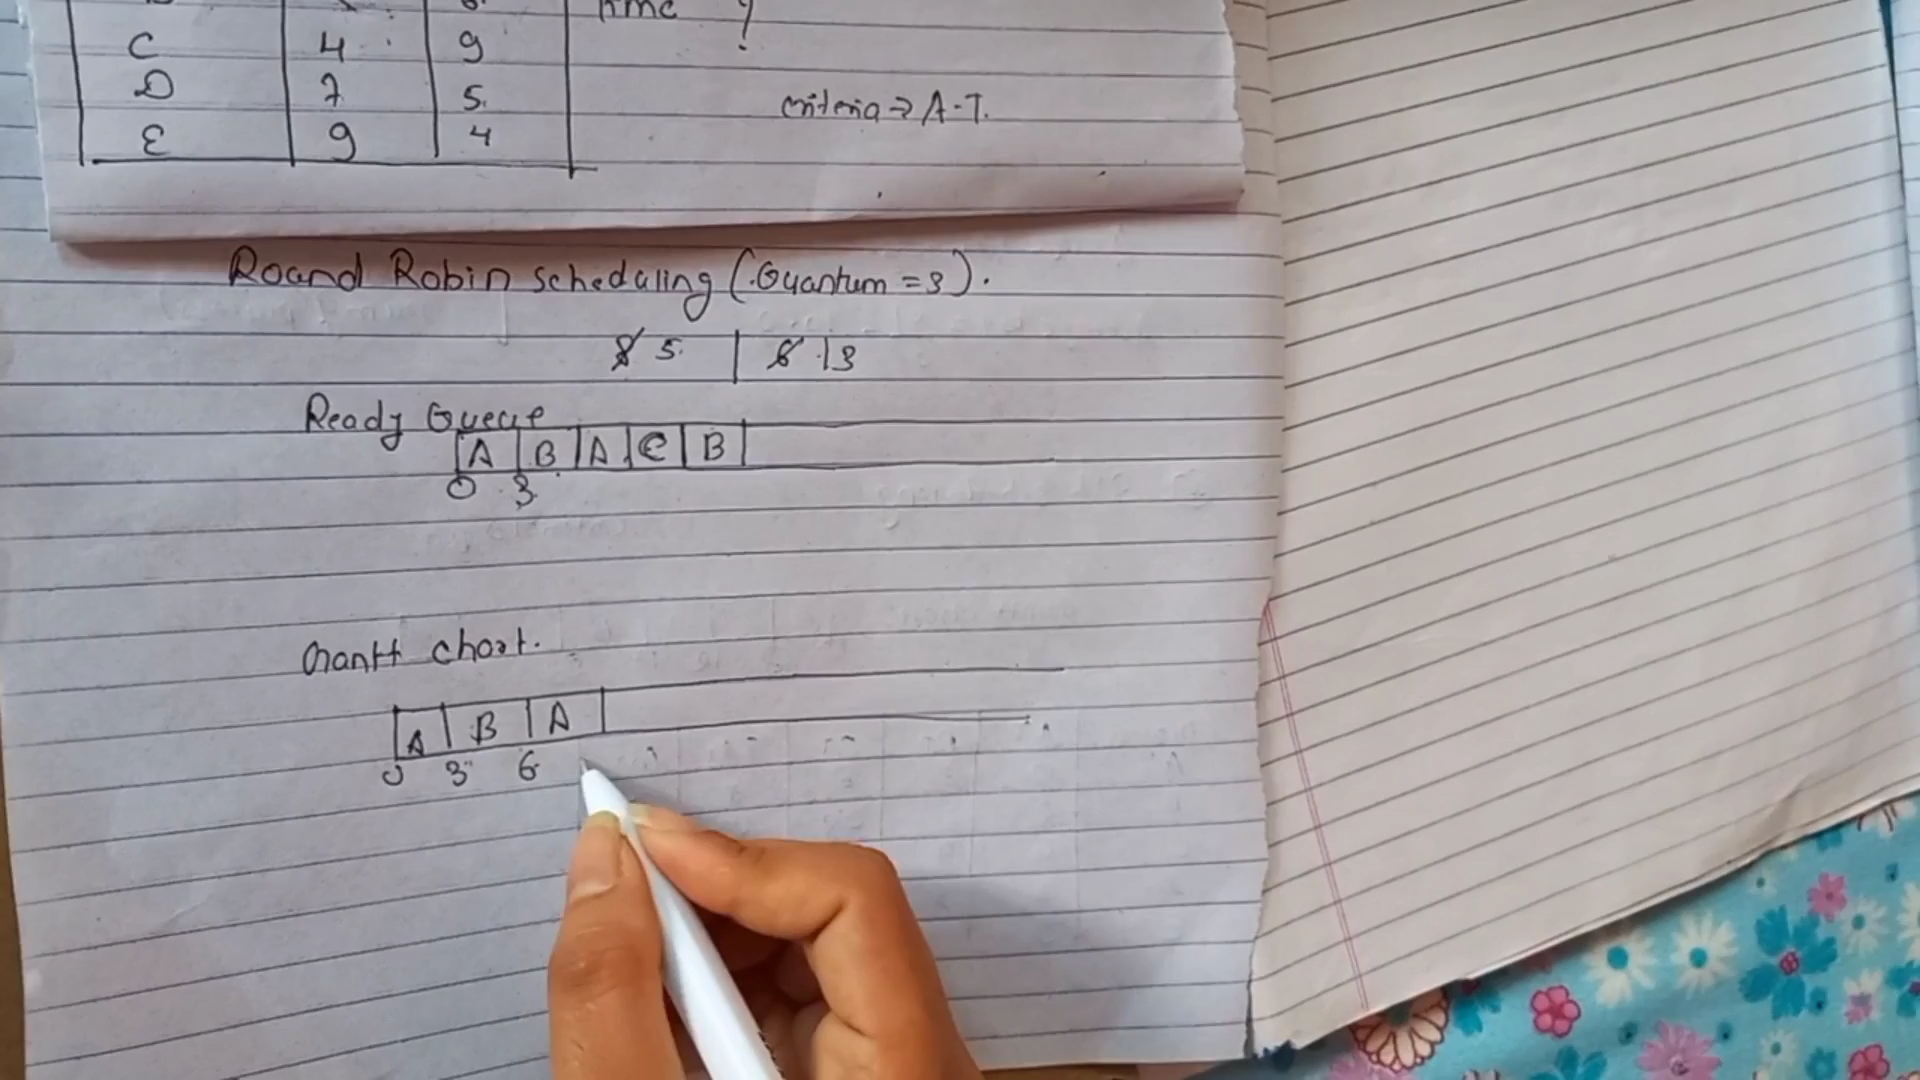 Time ?
C 4 9
D 7 5
E 9 4
criteria → A-T.
Round Robin Scheduling (Quantum = 3).
8 5 | 6 13
Ready Queue
A B A C B
0 3
Gantt chart.
A B A
0 3 6